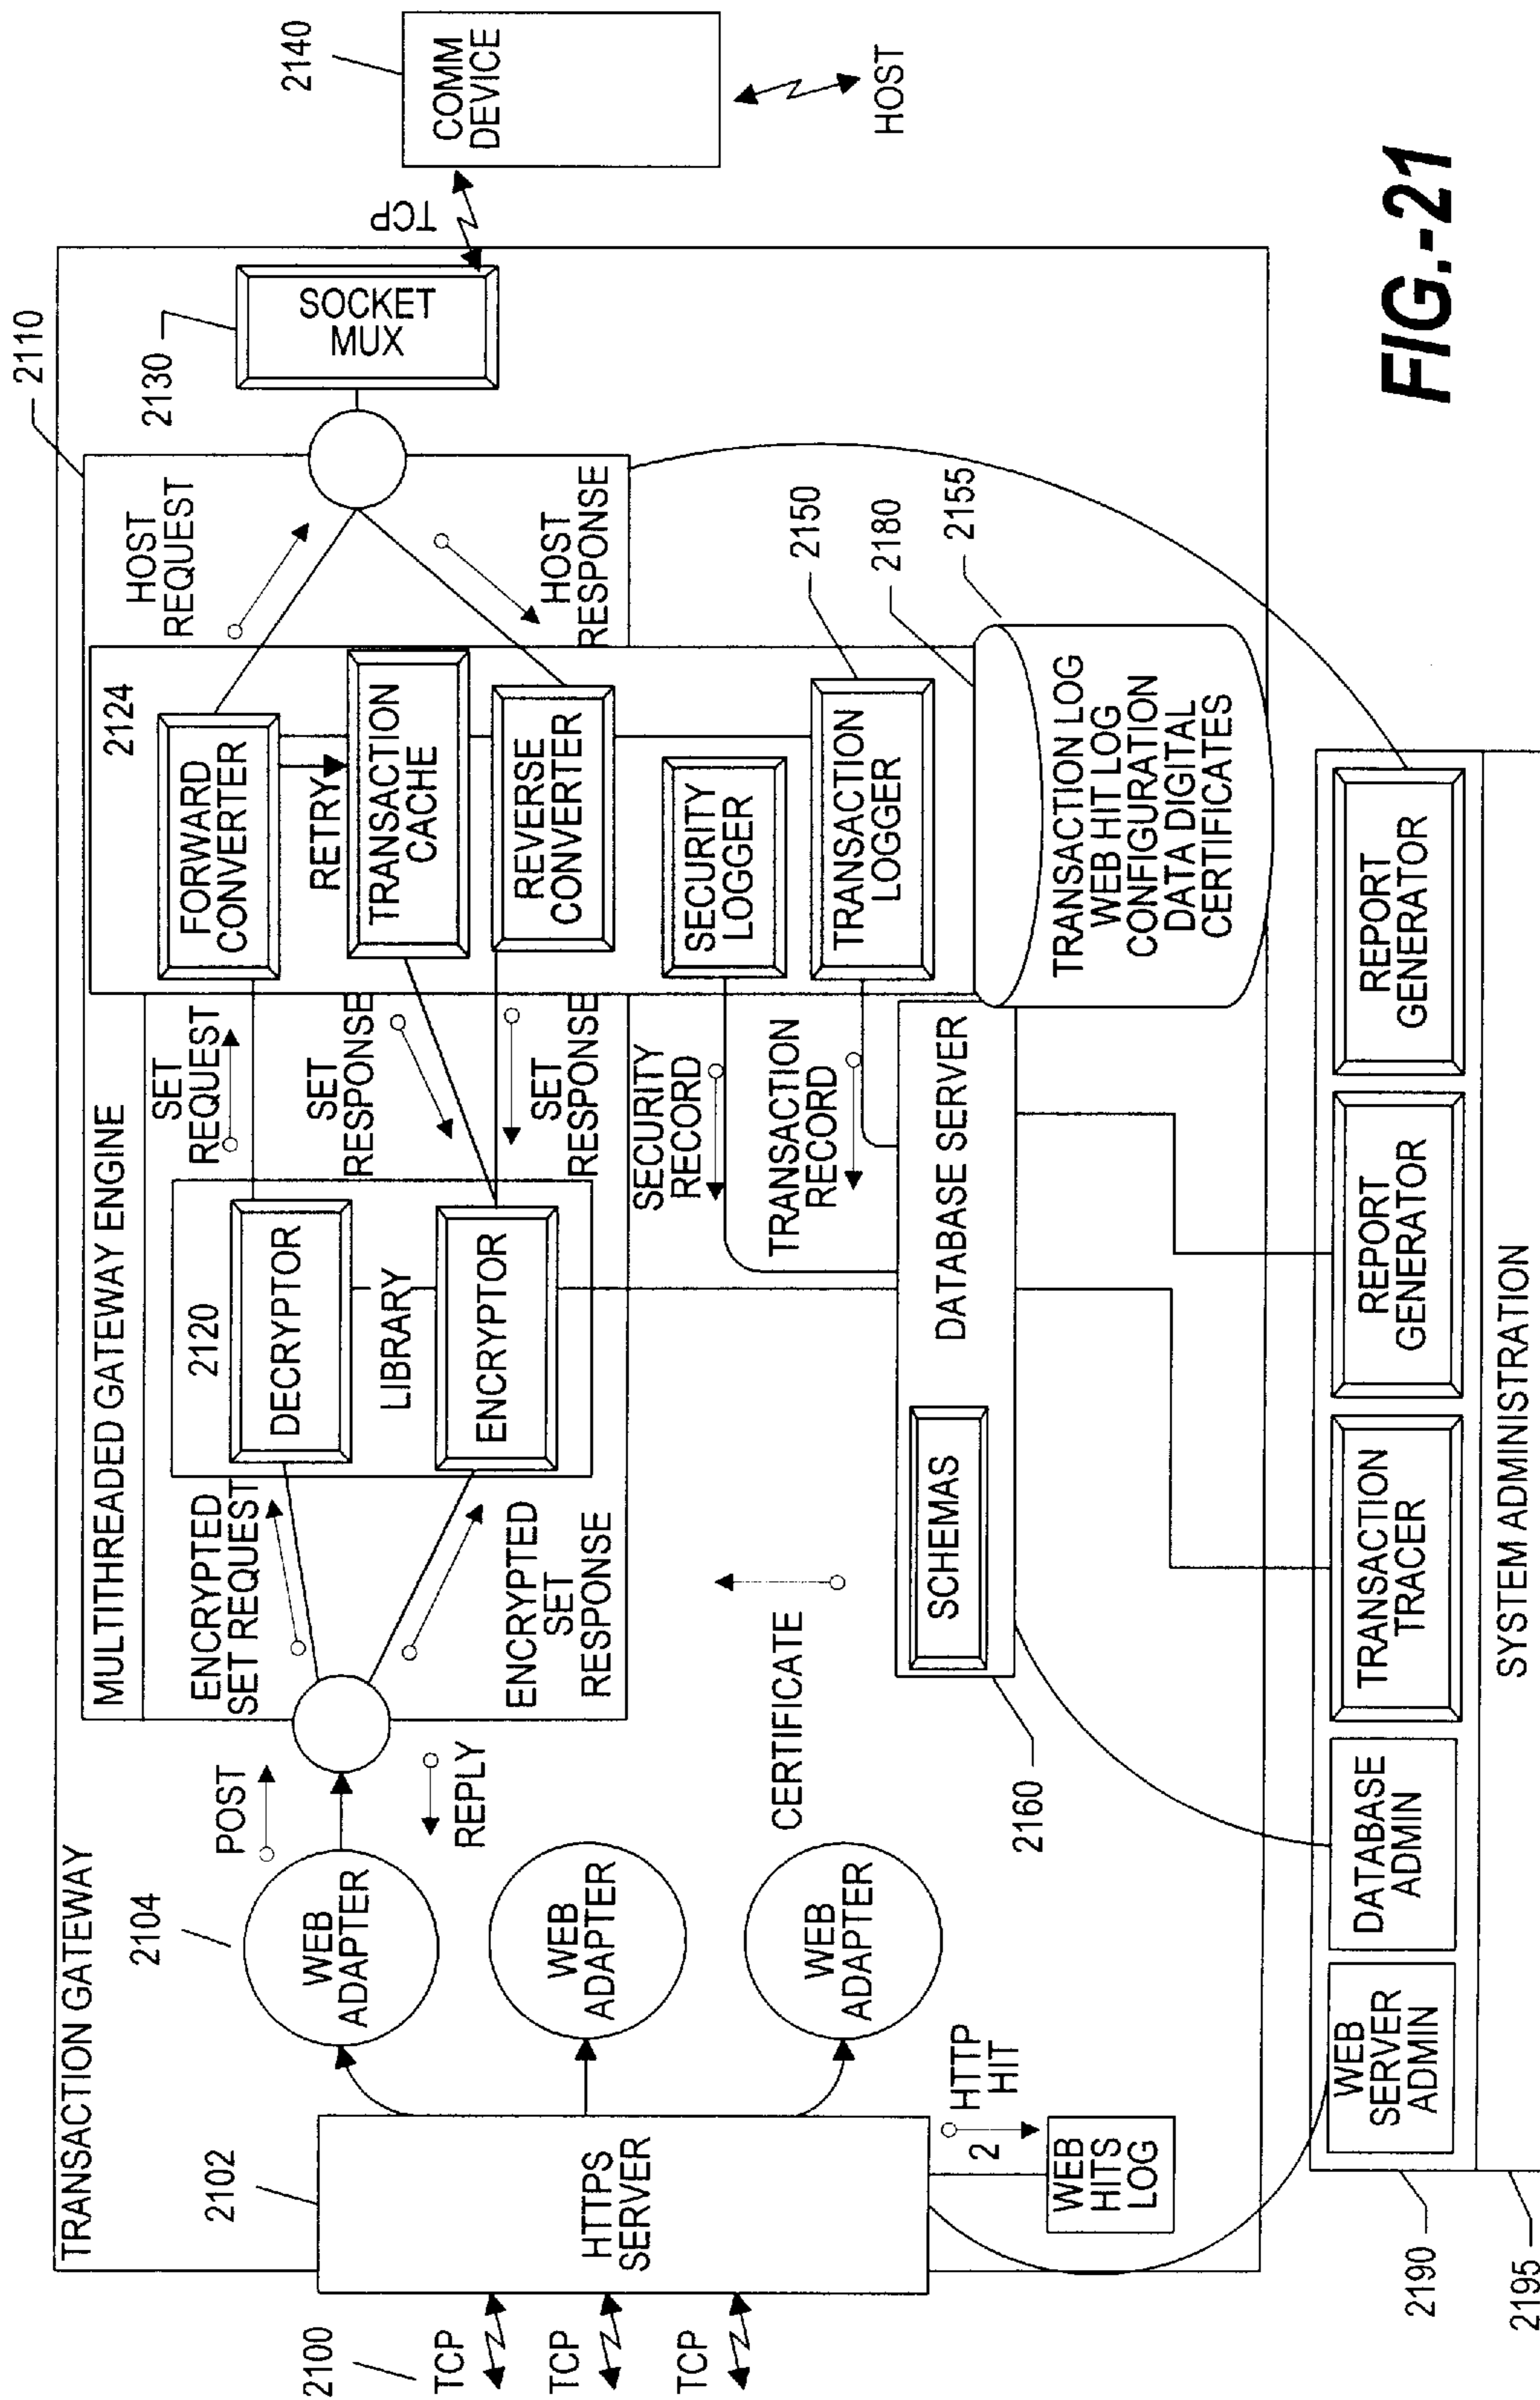 TRANSACTION GATEWAY
2110
MULTITHREADED GATEWAY ENGINE
2100
TCP
TCP
TCP
2102
HTTPS
SERVER
2104
WEB
ADAPTER
WEB
ADAPTER
WEB
ADAPTER
POST
REPLY
ENCRYPTED
SET REQUEST
ENCRYPTED
SET
RESPONSE
2120
DECRYPTOR
LIBRARY
ENCRYPTOR
SET
REQUEST
SET
RESPONSE
SET
RESPONSE
2124
FORWARD
CONVERTER
RETRY
TRANSACTION
CACHE
REVERSE
CONVERTER
HOST
REQUEST
HOST
RESPONSE
2130
SOCKET
MUX
TCP
2140
COMM
DEVICE
HOST
SECURITY
LOGGER
TRANSACTION
LOGGER
2150
2180
2155
SECURITY
RECORD
TRANSACTION
RECORD
CERTIFICATE
HTTP
HIT
2
WEB
HITS
LOG
2160
SCHEMAS
DATABASE SERVER
TRANSACTION LOG
WEB HIT LOG
CONFIGURATION
DATA DIGITAL
CERTIFICATES
2190
WEB
SERVER
ADMIN
DATABASE
ADMIN
TRANSACTION
TRACER
REPORT
GENERATOR
REPORT
GENERATOR
2195
SYSTEM ADMINISTRATION
FIG.-21